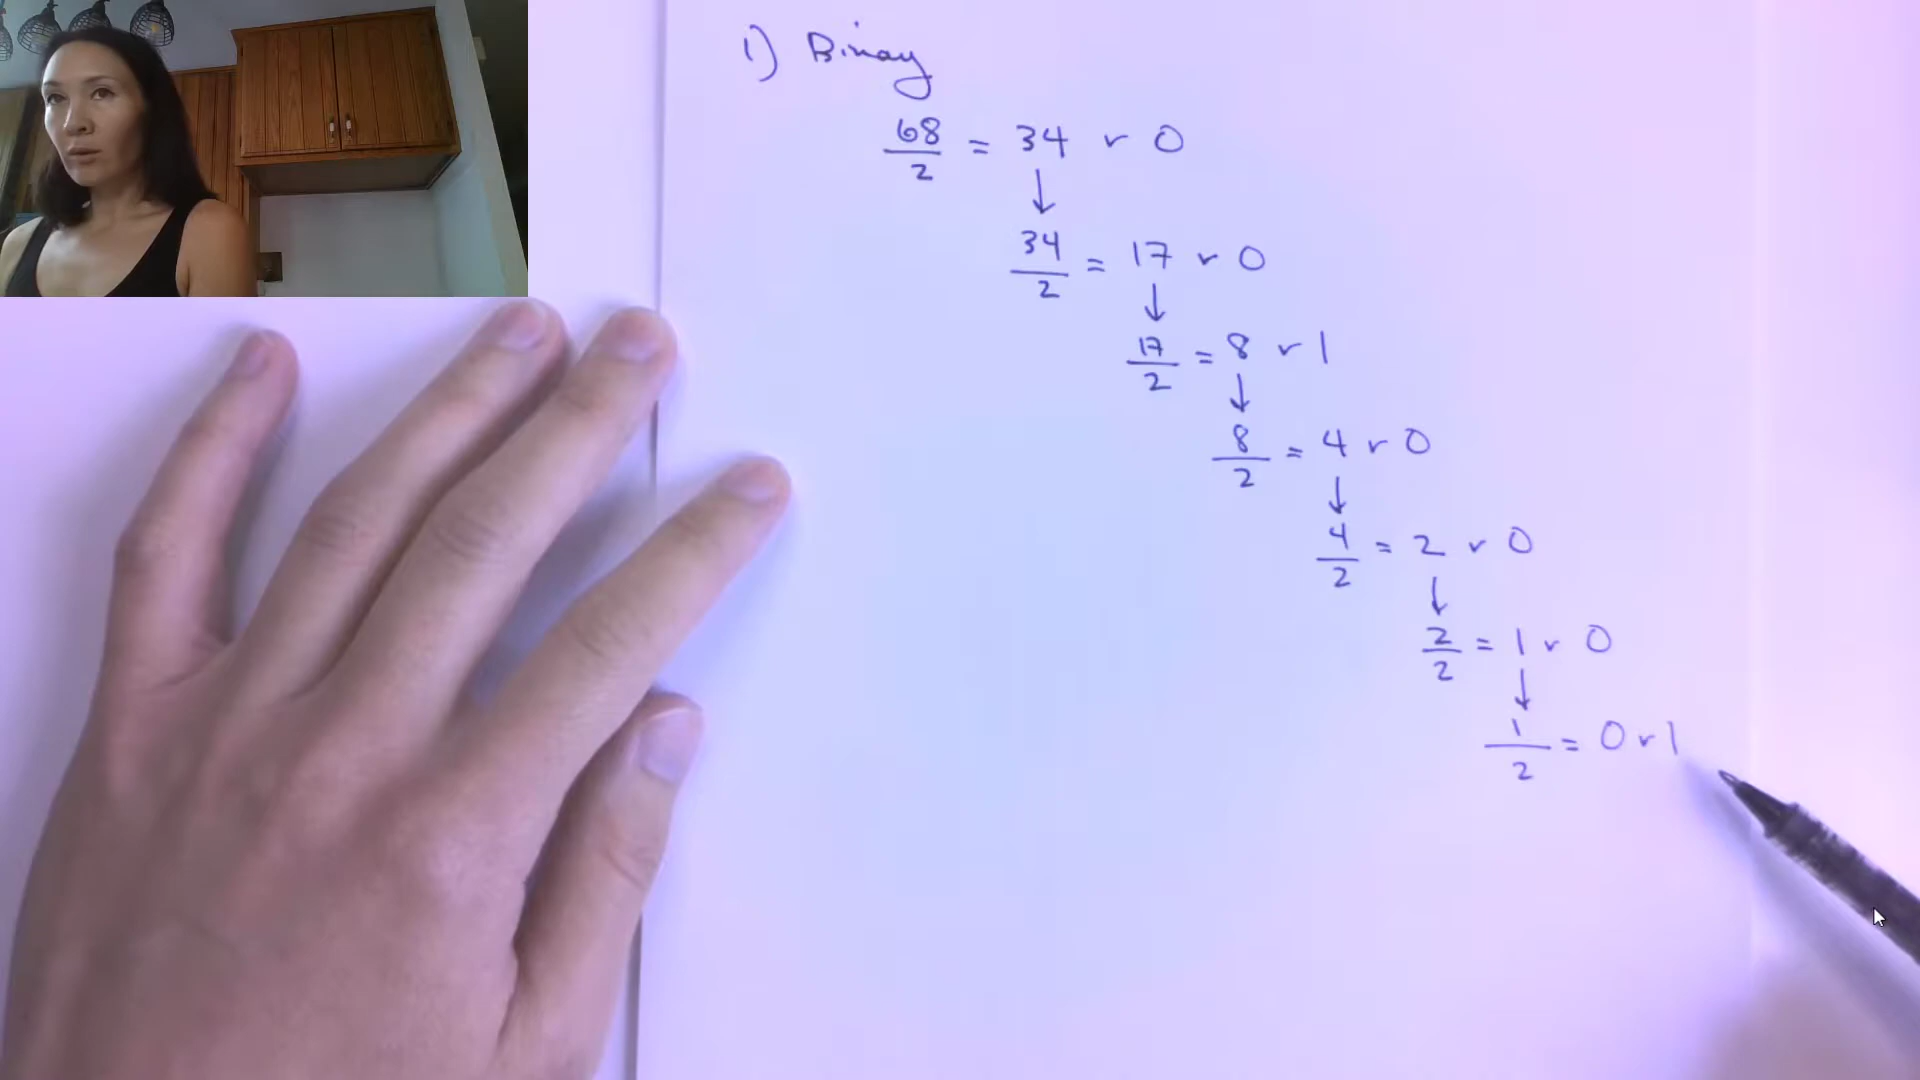 1) Binay
68/2 = 34 r 0
↓
34/2 = 17 r 0
↓
17/2 = 8 r 1
↓
8/2 = 4 r 0
↓
4/2 = 2 r 0
↓
2/2 = 1 r 0
↓
1/2 = 0 r 1